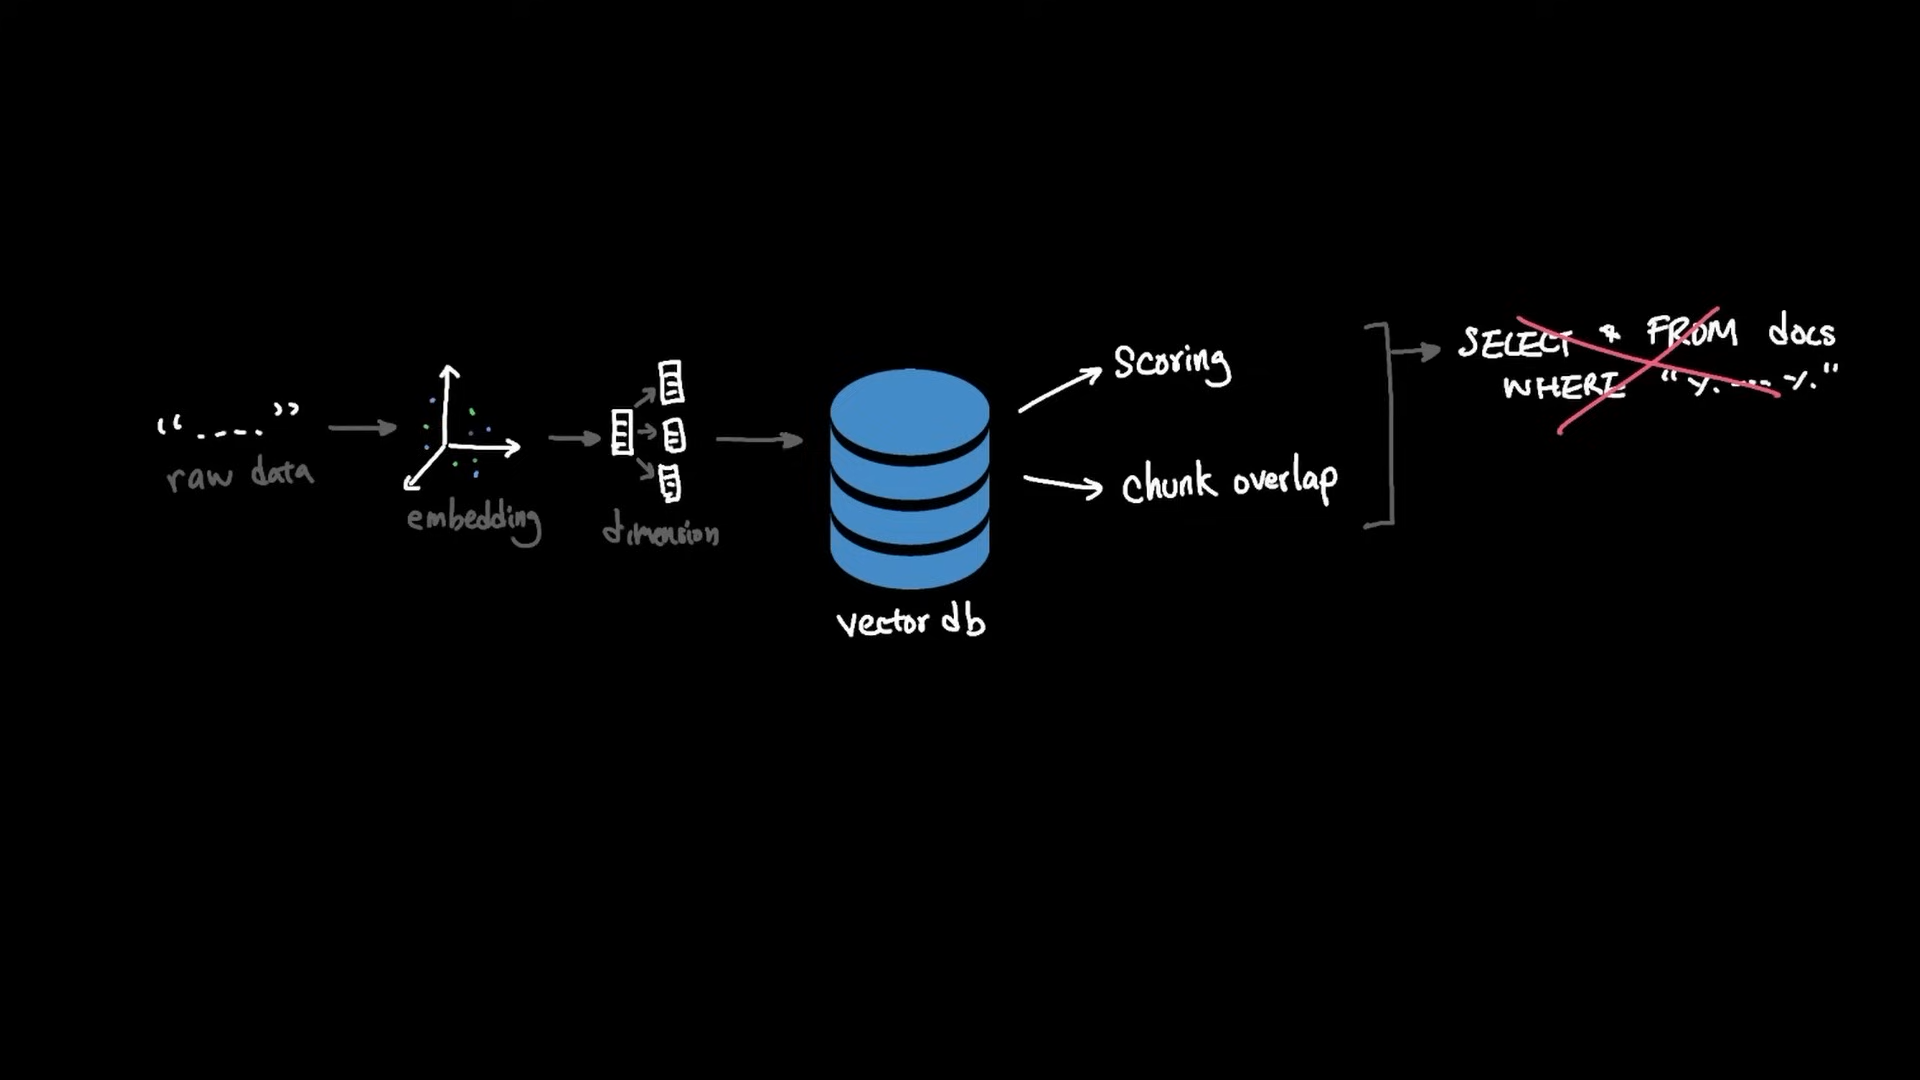 “ .---. ”
raw data
embedding
dimension
vector db
Scoring
chunk overlap
SELECT * FROM docs
WHERE “%.---%.”